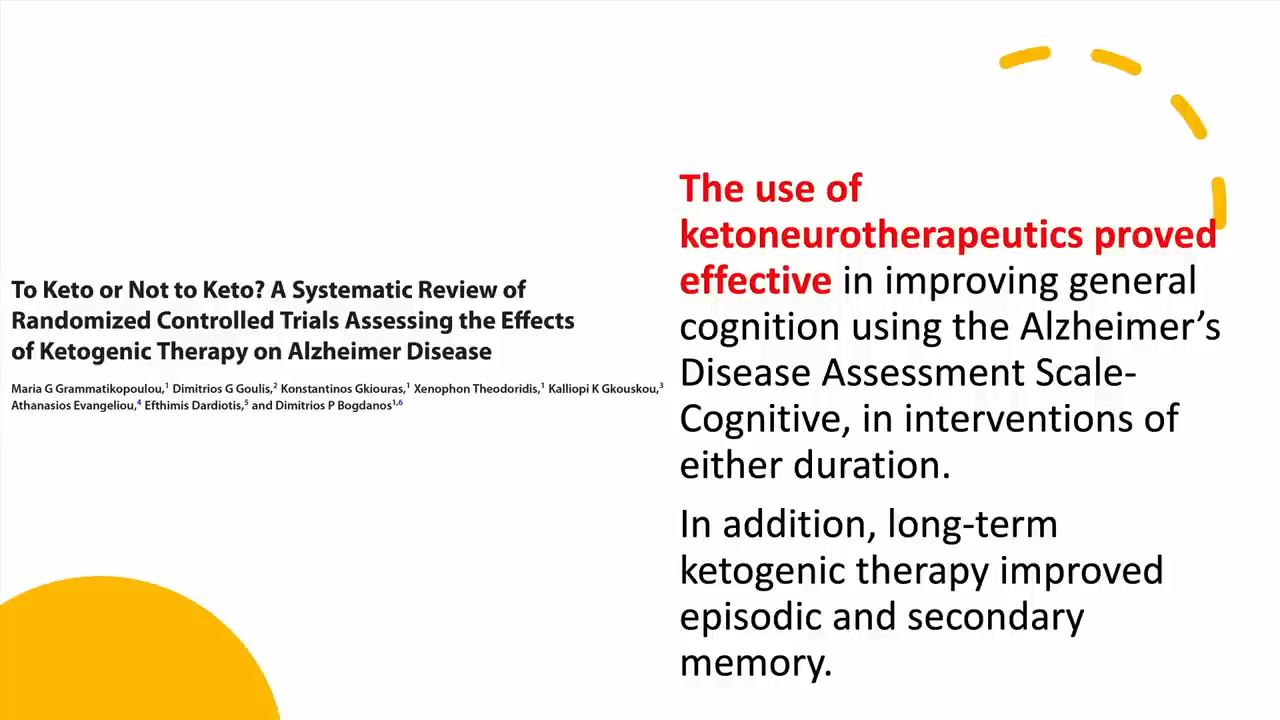 To Keto or Not to Keto? A Systematic Review of
Randomized Controlled Trials Assessing the Effects
of Ketogenic Therapy on Alzheimer Disease
Maria G Grammatikopoulou,1 Dimitrios G Goulis,2 Konstantinos Gkiouras,1 Xenophon Theodoridis,1 Kalliopi K Gkouskou,3
Athanasios Evangeliou,4 Efthimis Dardiotis,5 and Dimitrios P Bogdanos1,6
The use of
ketoneurotherapeutics proved
effective in improving general
cognition using the Alzheimer’s
Disease Assessment Scale-
Cognitive, in interventions of
either duration.
In addition, long-term
ketogenic therapy improved
episodic and secondary
memory.